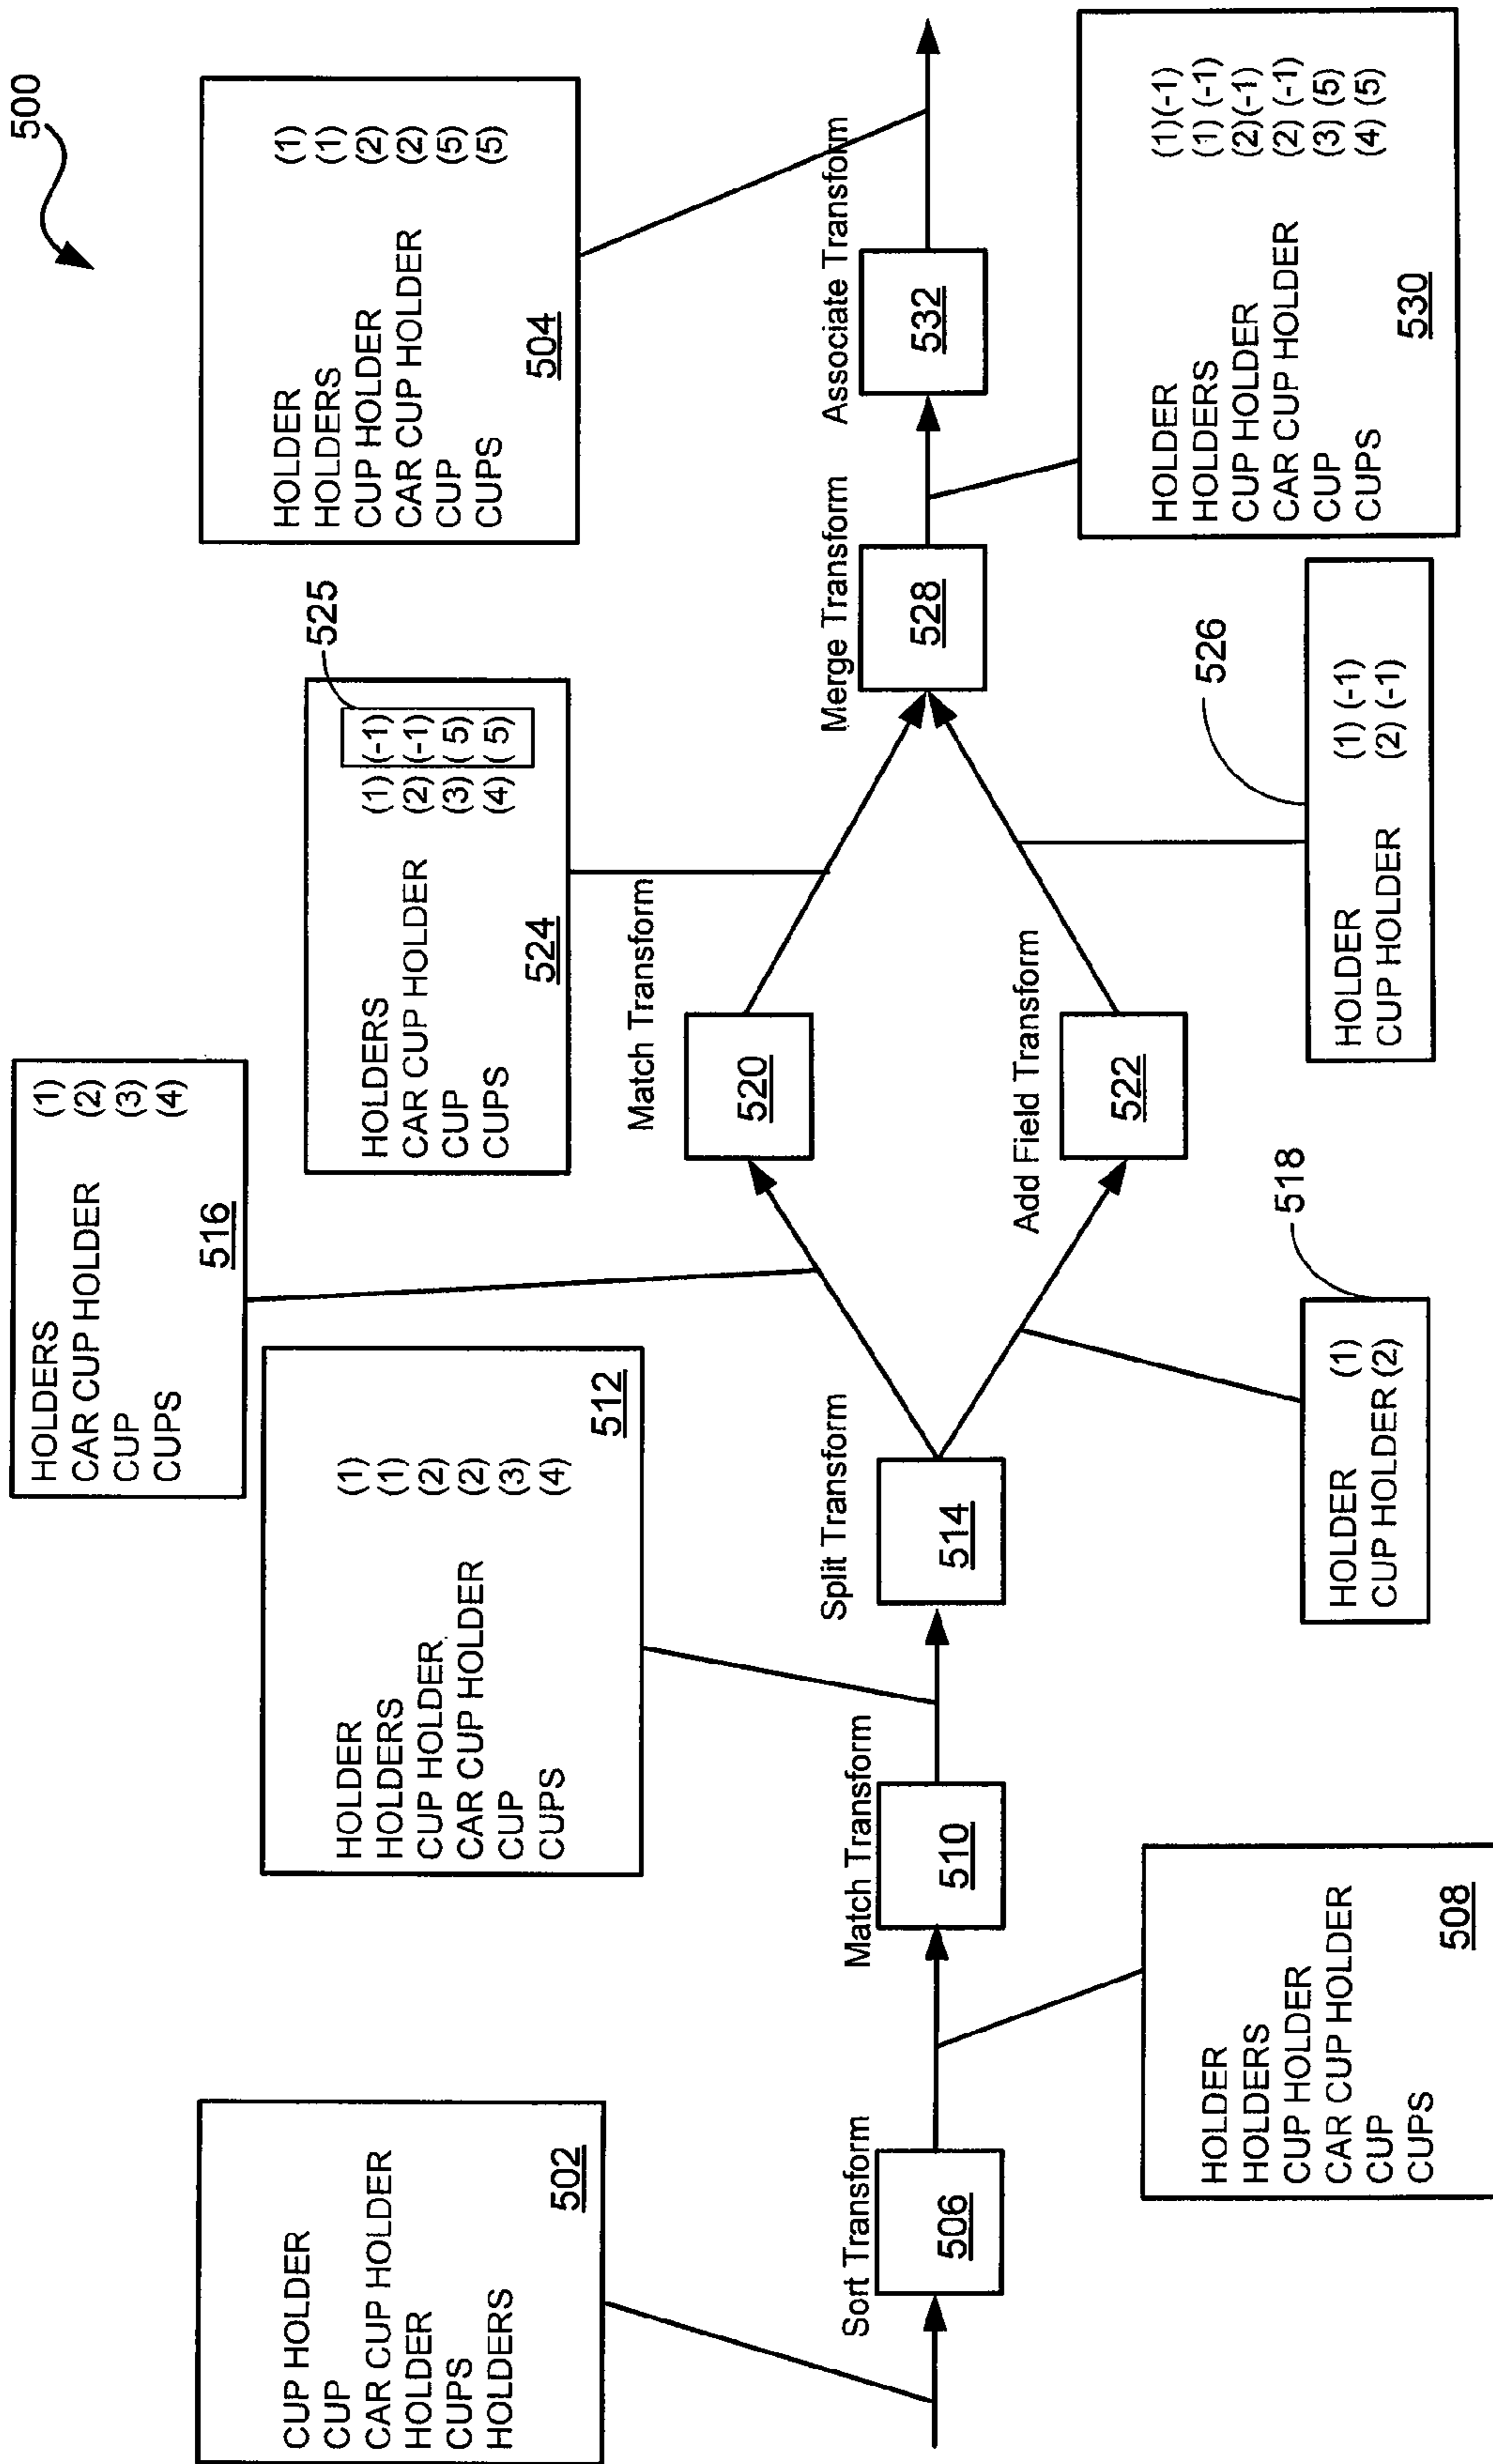 500
CUP HOLDER
CUP
CAR CUP HOLDER
HOLDER
CUPS
HOLDERS
502
Sort Transform
506
HOLDER
HOLDERS
CUP HOLDER
CAR CUP HOLDER
CUP
CUPS
508
Match Transform
510
HOLDER (1)
HOLDERS (1)
CUP HOLDER (2)
CAR CUP HOLDER (2)
CUP (3)
CUPS (4)
512
Split Transform
514
HOLDERS (1)
CAR CUP HOLDER (2)
CUP (3)
CUPS (4)
516
HOLDER (1)
CUP HOLDER (2)
518
Match Transform
520
Add Field Transform
522
HOLDERS (1) (-1)
CAR CUP HOLDER (2) (-1)
CUP (3) ( 5)
CUPS (4) ( 5)
524
525
HOLDER (1) (-1)
CUP HOLDER (2) (-1)
526
Merge Transform
528
HOLDER (1)(-1)
HOLDERS (1) (-1)
CUP HOLDER (2)(-1)
CAR CUP HOLDER (2) (-1)
CUP (3) (5)
CUPS (4) (5)
530
Associate Transform
532
HOLDER (1)
HOLDERS (1)
CUP HOLDER (2)
CAR CUP HOLDER (2)
CUP (5)
CUPS (5)
504